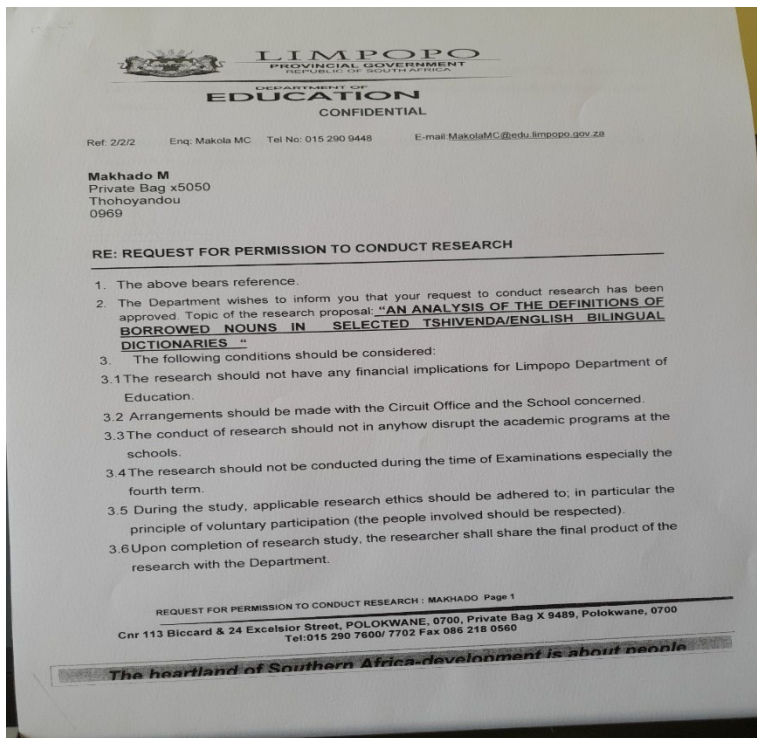 LIMPOPO
PROVINCIAL GOVERNMENT
REPUBLIC OF SOUTH AFRICA
DEPARTMENT OF
EDUCATION
CONFIDENTIAL
Ref: 2/2/2 Enq: Makola MC Tel No: 015 290 9448 E-mail:MakolaMC@edu.limpopo.gov.za
Makhado M
Private Bag x5050
Thohoyandou
0969
RE: REQUEST FOR PERMISSION TO CONDUCT RESEARCH
1. The above bears reference.
2. The Department wishes to inform you that your request to conduct research has been
approved. Topic of the research proposal: "AN ANALYSIS OF THE DEFINITIONS OF
BORROWED NOUNS IN SELECTED TSHIVENDA/ENGLISH BILINGUAL
DICTIONARIES "
3. The following conditions should be considered:
3.1 The research should not have any financial implications for Limpopo Department of
Education.
3.2 Arrangements should be made with the Circuit Office and the School concerned.
3.3 The conduct of research should not in anyhow disrupt the academic programs at the
schools.
3.4 The research should not be conducted during the time of Examinations especially the
fourth term.
3.5 During the study, applicable research ethics should be adhered to; in particular the
principle of voluntary participation (the people involved should be respected).
3.6 Upon completion of research study, the researcher shall share the final product of the
research with the Department.
REQUEST FOR PERMISSION TO CONDUCT RESEARCH : MAKHADO Page 1
Cnr 113 Biccard & 24 Excelsior Street, POLOKWANE, 0700, Private Bag X 9489, Polokwane, 0700
Tel:015 290 7600/ 7702 Fax 086 218 0560
The heartland of Southern Africa-development is about people